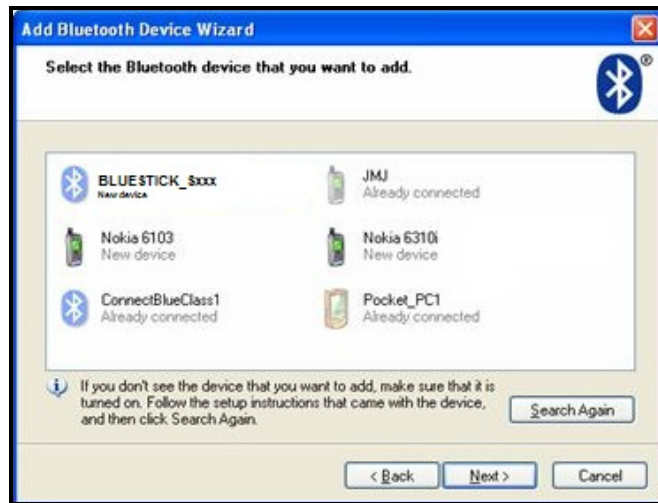 Add Bluetooth Device Wizard
Select the Bluetooth device that you want to add.
®
BLUE$TICK_$xxx
New device
JMJ
Already connected
Nokia 6103
New device
Nokia 6310i
New device
ConnectBlueClass1
Already connected
Pocket_PC1
Already connected
If you don't see the device that you want to add, make sure that it is
turned on. Follow the setup instructions that came with the device,
and then click Search Again.
Search Again
< Back
Next >
Cancel